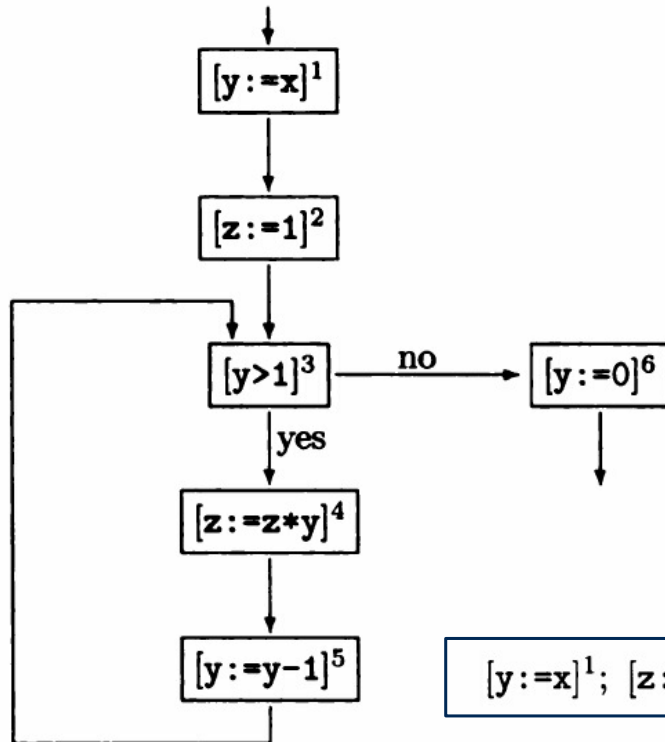 [y:=x]¹
[z:=1]²
[y>1]³
no
[y:=0]⁶
yes
[z:=z*y]⁴
[y:=y-1]⁵
[y:=x]¹; [z: